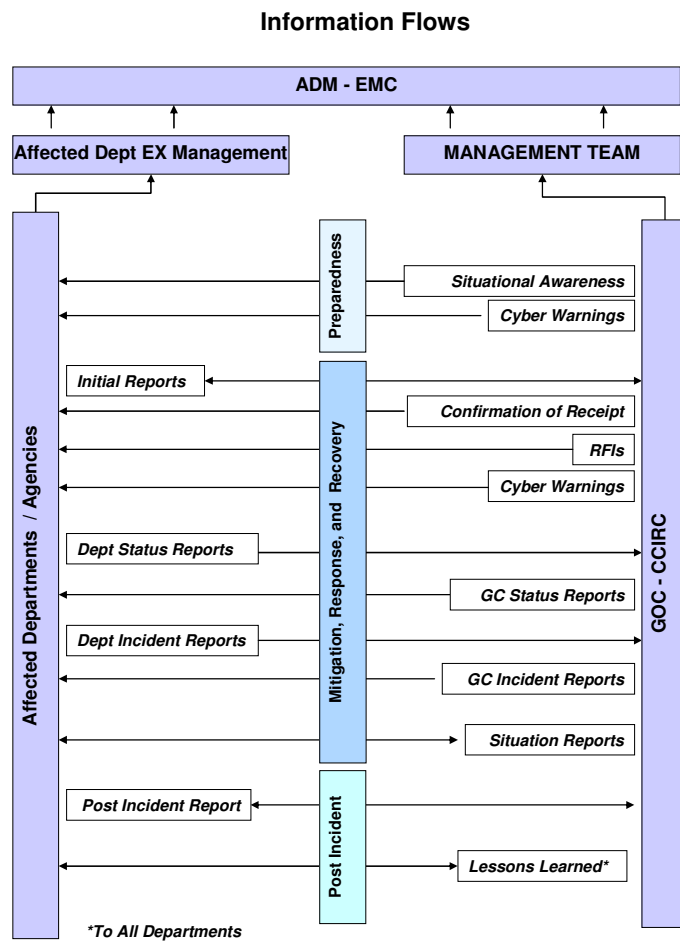 Information Flows
ADM - EMC
Affected Dept EX Management
MANAGEMENT TEAM
Affected Departments / Agencies
GOC - CCIRC
Preparedness
Situational Awareness
Cyber Warnings
Mitigation, Response, and Recovery
Initial Reports
Confirmation of Receipt
RFIs
Cyber Warnings
Dept Status Reports
GC Status Reports
Dept Incident Reports
GC Incident Reports
Situation Reports
Post Incident
Post Incident Report
Lessons Learned*
*To All Departments